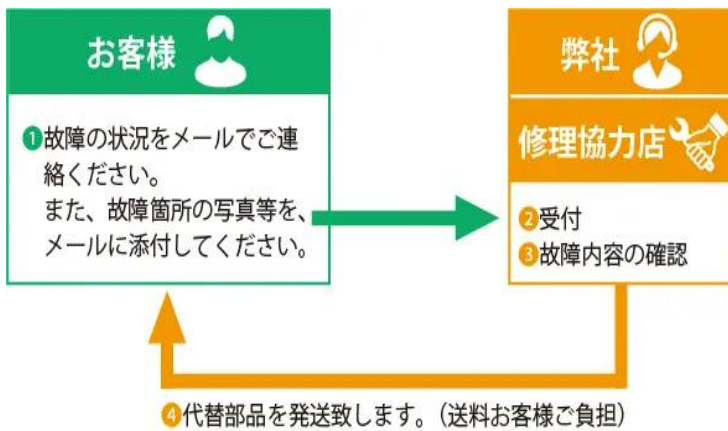 お客様
❶故障の状況をメールでご連
絡ください。
また、故障箇所の写真等を、
メールに添付してください。
弊社
修理協力店
❷受付
❸故障内容の確認
❹代替部品を発送致します。(送料お客様ご負担)